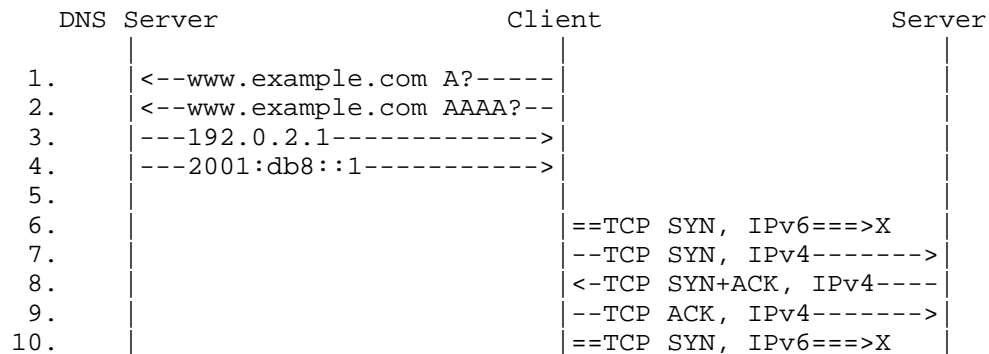 DNS Server                  Client                  Server
         |                          |                       |
  1.     |<--www.example.com A?-----|                       |
  2.     |<--www.example.com AAAA?--|                       |
  3.     |---192.0.2.1------------->|                       |
  4.     |---2001:db8::1----------->|                       |
  5.     |                          |                       |
  6.     |                          |==TCP SYN, IPv6===>X   |
  7.     |                          |--TCP SYN, IPv4------->|
  8.     |                          |<-TCP SYN+ACK, IPv4----|
  9.     |                          |--TCP ACK, IPv4------->|
 10.     |                          |==TCP SYN, IPv6===>X   |